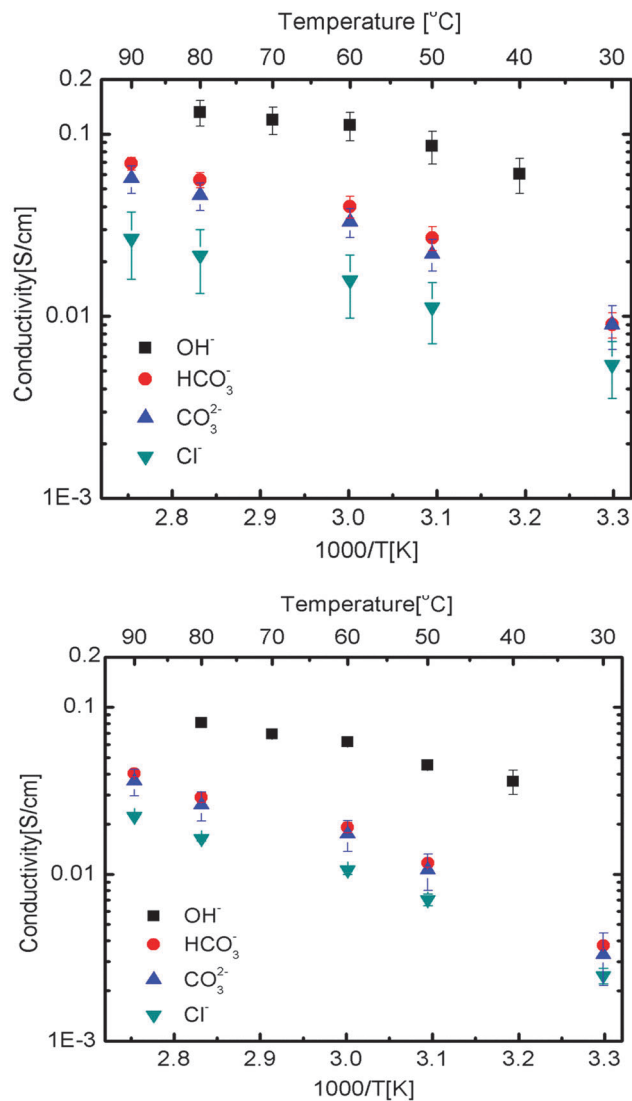 Temperature [°C]
90 80 70 60 50 40 30
0.2
0.1
0.01
1E-3
Conductivity[S/cm]
OH⁻
HCO₃⁻
CO₃²⁻
Cl⁻
2.8 2.9 3.0 3.1 3.2 3.3
1000/T[K]
Temperature[°C]
90 80 70 60 50 40 30
0.2
0.1
0.01
1E-3
Conductivity[S/cm]
OH⁻
HCO₃⁻
CO₃²⁻
Cl⁻
2.8 2.9 3.0 3.1 3.2 3.3
1000/T[K]